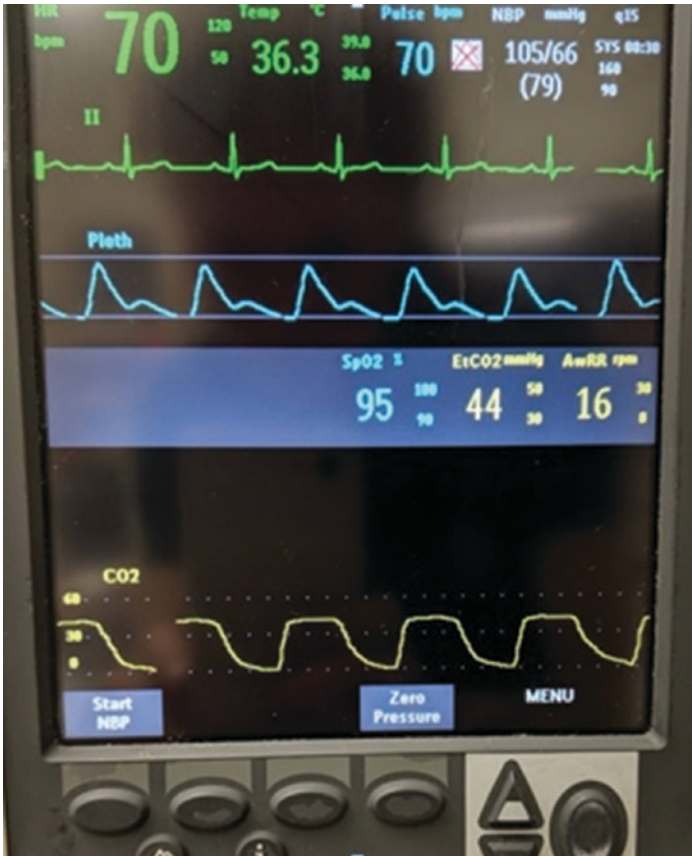 HR Temp °C Pulse bpm NBP mmHg q15
bpm 70 120 50 36.3 39.0 36.0 70 105/66 (79) SYS 08:30 160 90
II
Pleth
SpO2 % EtCO2 mmHg AwRR rpm
95 100 90 44 50 30 16 30 8
CO2
60
30
0
Start NBP Zero Pressure MENU